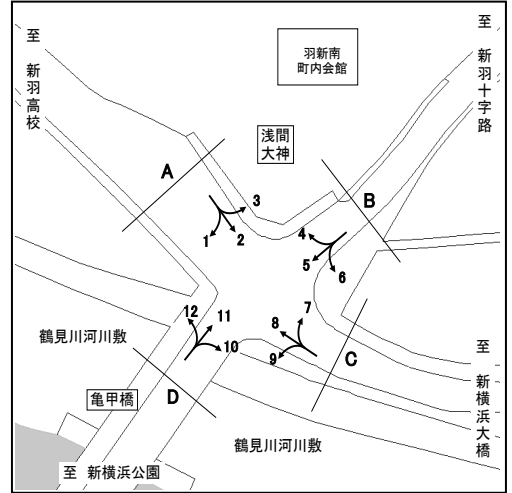 至 新羽高校
羽新南
町内会館
至 新羽十字路
浅間
大神
A
B
3
1
2
4
5
6
7
8
9
12
11
10
C
D
鶴見川河川敷
亀甲橋
鶴見川河川敷
至 新横浜大橋
至 新横浜公園